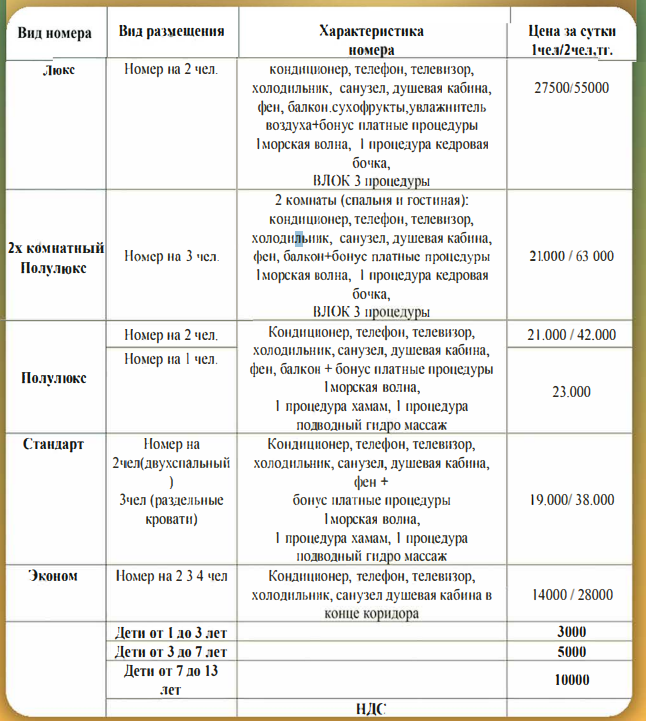 Вид номера
Вид размещения
Характеристика
номера
Цена за сутки
1чел/2чел,тг.
Люкс
Номер на 2 чел.
кондиционер, телефон, телевизор,
холодильник, санузел, душевая кабина,
фен, балкон.сухофрукты,увлажнитель
воздуха+бонус платные процедуры
1морская волна, 1 процедура кедровая
бочка,
ВЛОК 3 процедуры
27500/55000
2х комнатный
Полулюкс
Номер на 3 чел.
2 комнаты (спальня и гостиная):
кондиционер, телефон, телевизор,
холодильник, санузел, душевая кабина,
фен, балкон+бонус платные процедуры
1морская волна, 1 процедура кедровая
бочка,
ВЛОК 3 процедуры
21000 / 63 000
Полулюкс
Номер на 2 чел.
Номер на 1 чел.
Кондиционер, телефон, телевизор,
холодильник, санузел, душевая кабина,
фен, балкон + бонус платные процедуры
1морская волна,
1 процедура хамам, 1 процедура
подводный гидро массаж
21.000 / 42.000
23.000
Стандарт
Номер на
2чел(двухспальный
)
3чел (раздельные
кровати)
Кондиционер, телефон, телевизор,
холодильник, санузел, душевая кабина,
фен +
бонус платные процедуры
1морская волна,
1 процедура хамам, 1 процедура
подводный гидро массаж
19.000/ 38.000
Эконом
Номер на 2 3 4 чел
Кондиционер, телефон, телевизор,
холодильник, санузел душевая кабина в
конце коридора
14000 / 28000
Дети от 1 до 3 лет
3000
Дети от 3 до 7 лет
5000
Дети от 7 до 13
лет
10000
НДС